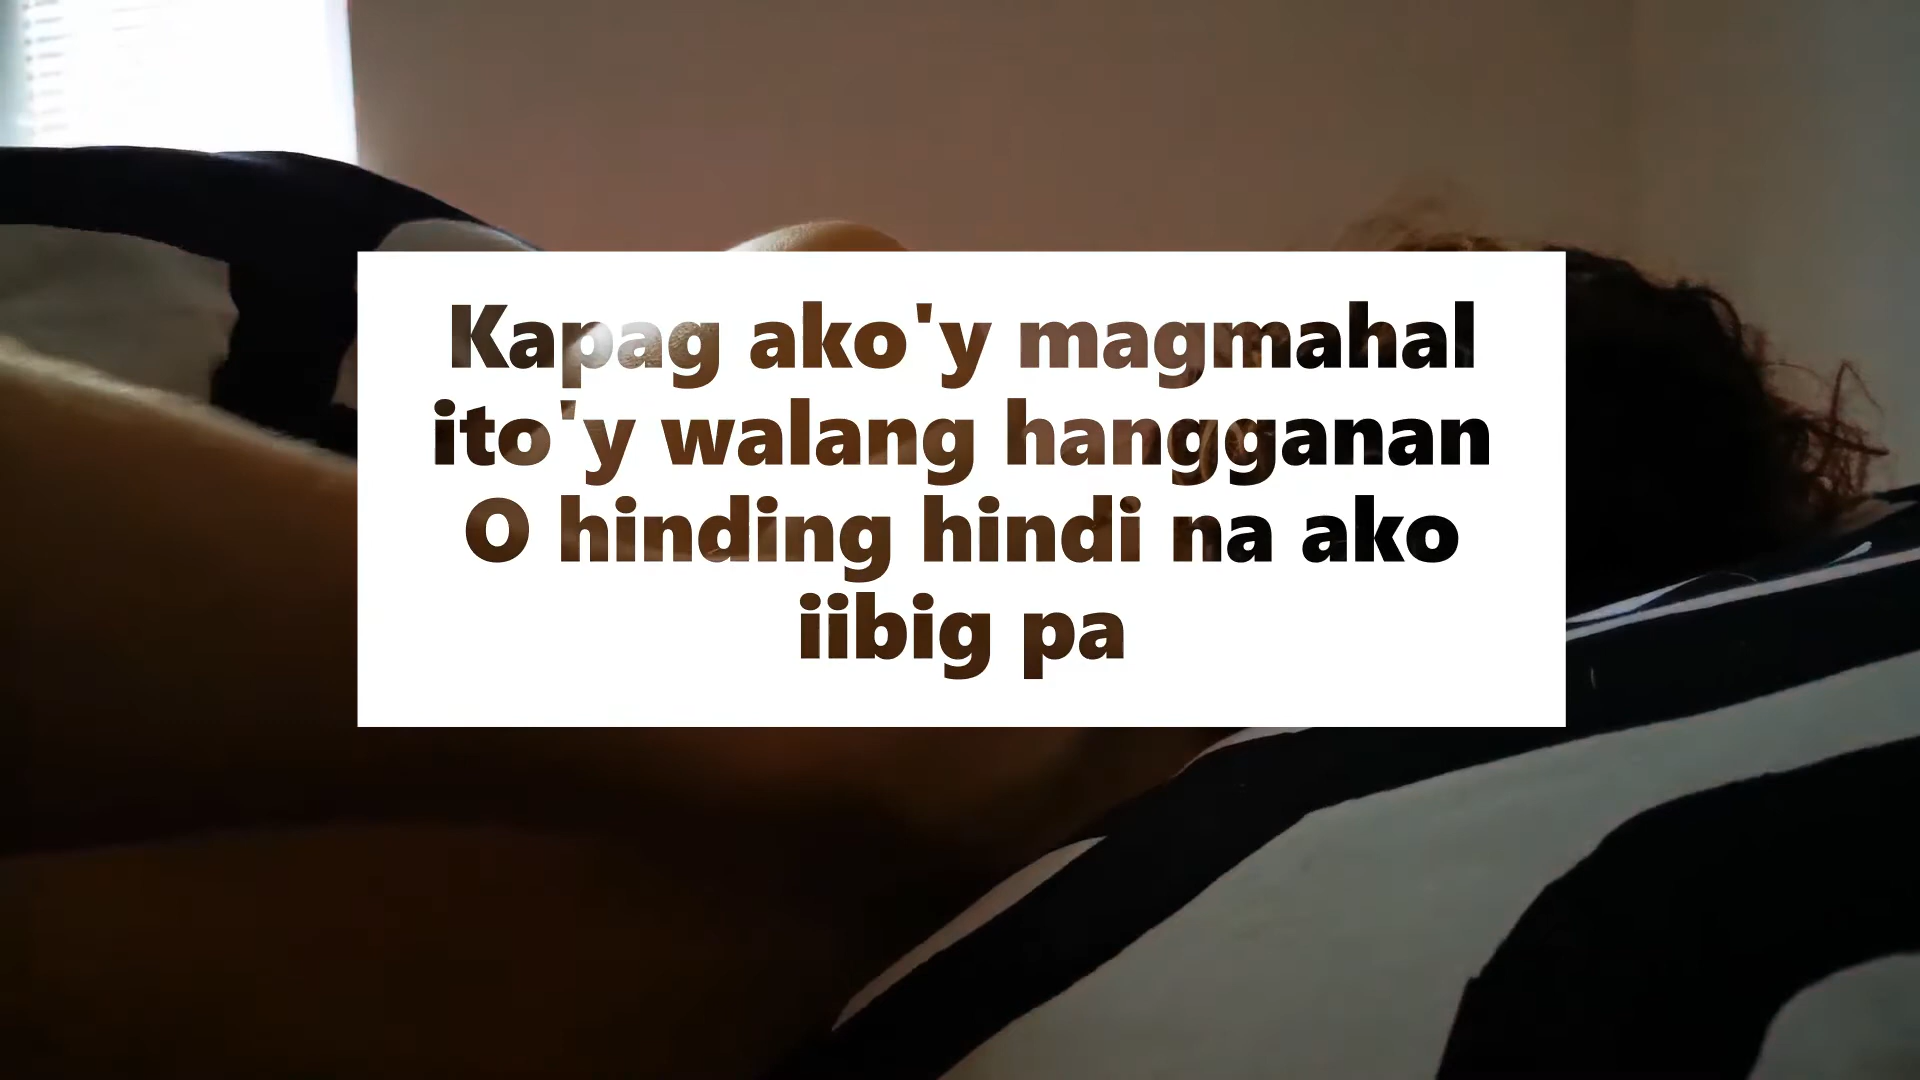 Kapag ako'y magmahal
ito'y walang hangganan
O hinding hindi na ako
iibig pa